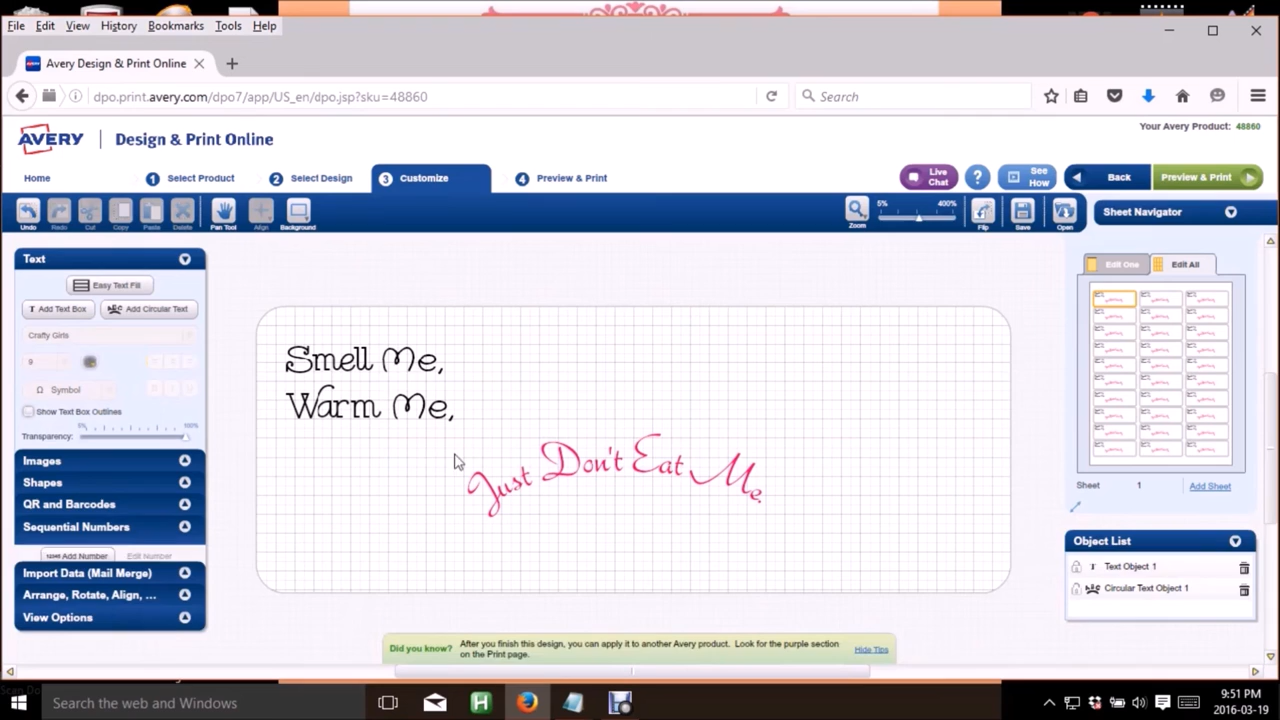 File Edit View History Bookmarks Tools Help
Avery Design & Print Online
dpo.print.avery.com/dpo7/app/US_en/dpo.jsp?sku=48860
Search
AVERY Design & Print Online
Your Avery Product: 48860
Home 1 Select Product 2 Select Design 3 Customize 4 Preview & Print
Live Chat ? See How Back Preview & Print
Undo Redo Cut Copy Paste Delete Pan Tool Align Background
Zoom 5% 400% Flip Save Open
Sheet Navigator
Text
Easy Text Fill
T Add Text Box ABC Add Circular Text
Crafty Girls
9
Ω Symbol
Show Text Box Outlines
Transparency: 5% 100%
Images
Shapes
QR and Barcodes
Sequential Numbers
12345 Add Number Edit Number
Import Data (Mail Merge)
Arrange, Rotate, Align, ...
View Options
Smell Me,
Warm Me,
Just Don't Eat Me.
Edit One Edit All
Sheet 1 Add Sheet
Object List
T Text Object 1
ABC Circular Text Object 1
Did you know? After you finish this design, you can apply it to another Avery product. Look for the purple section
on the Print page.
Hide Tips
Search the web and Windows
9:51 PM
2016-03-19